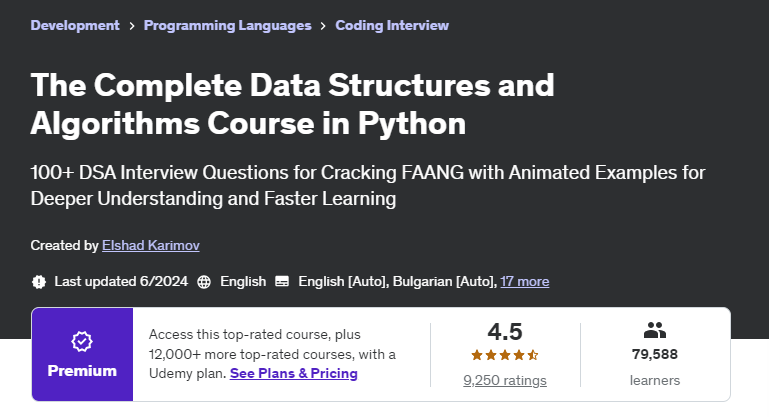 Development > Programming Languages > Coding Interview
The Complete Data Structures and
Algorithms Course in Python
100+ DSA Interview Questions for Cracking FAANG with Animated Examples for
Deeper Understanding and Faster Learning
Created by Elshad Karimov
Last updated 6/2024 English English [Auto], Bulgarian [Auto], 17 more
Premium
Access this top-rated course, plus
12,000+ more top-rated courses, with a
Udemy plan. See Plans & Pricing
4.5
9,250 ratings
79,588
learners